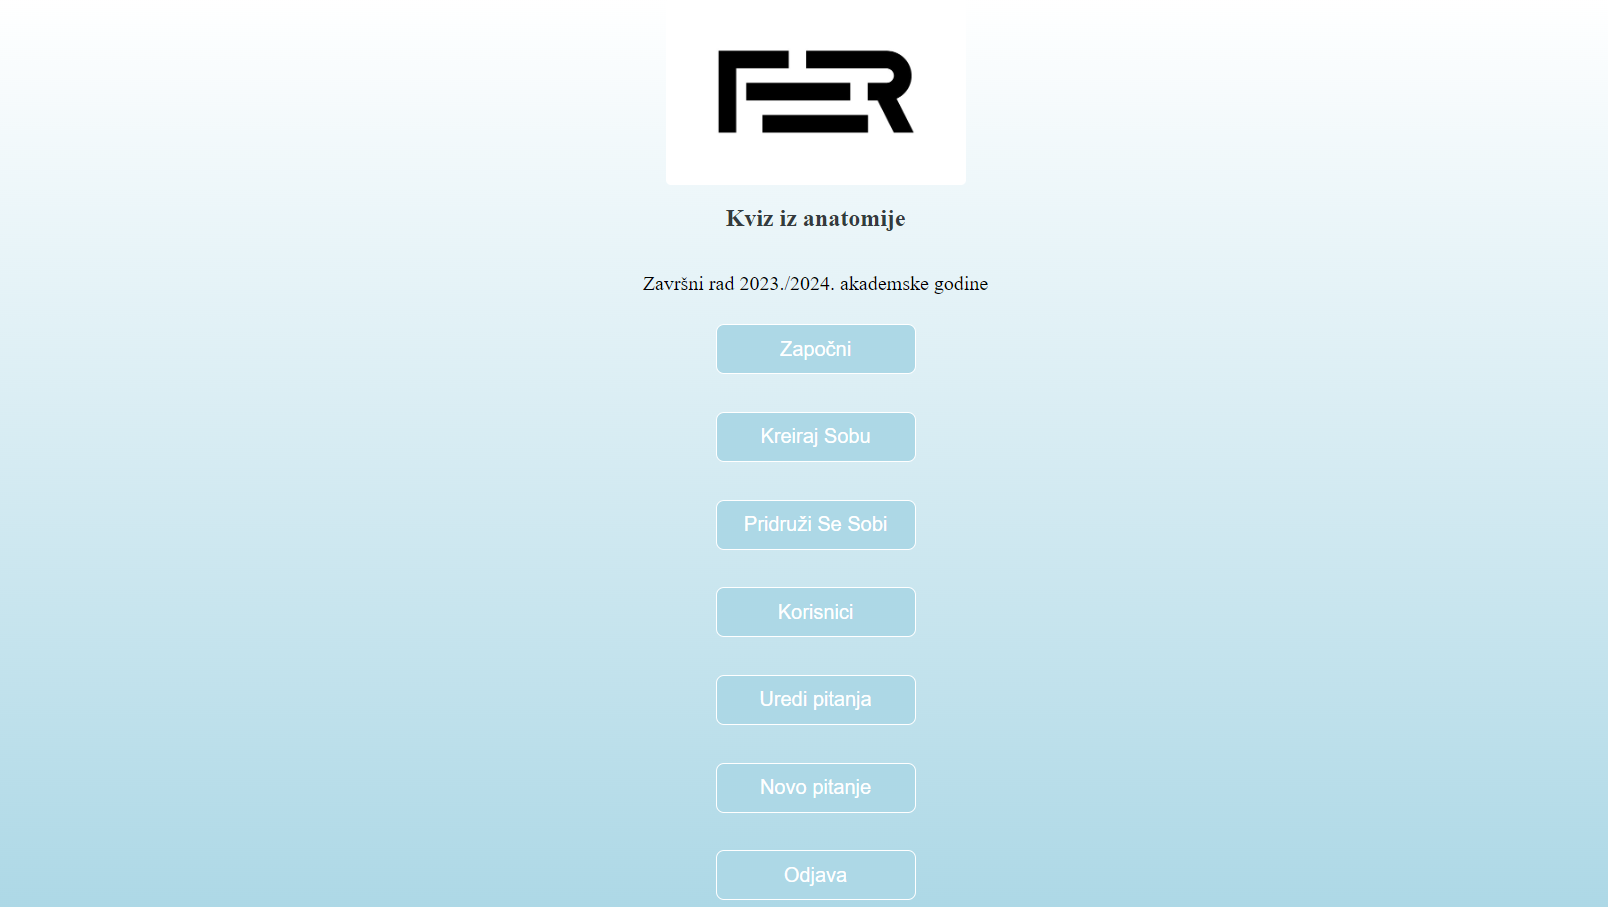 FER
Kviz iz anatomije
Završni rad 2023./2024. akademske godine
Započni
Kreiraj Sobu
Pridruži Se Sobi
Korisnici
Uredi pitanja
Novo pitanje
Odjava